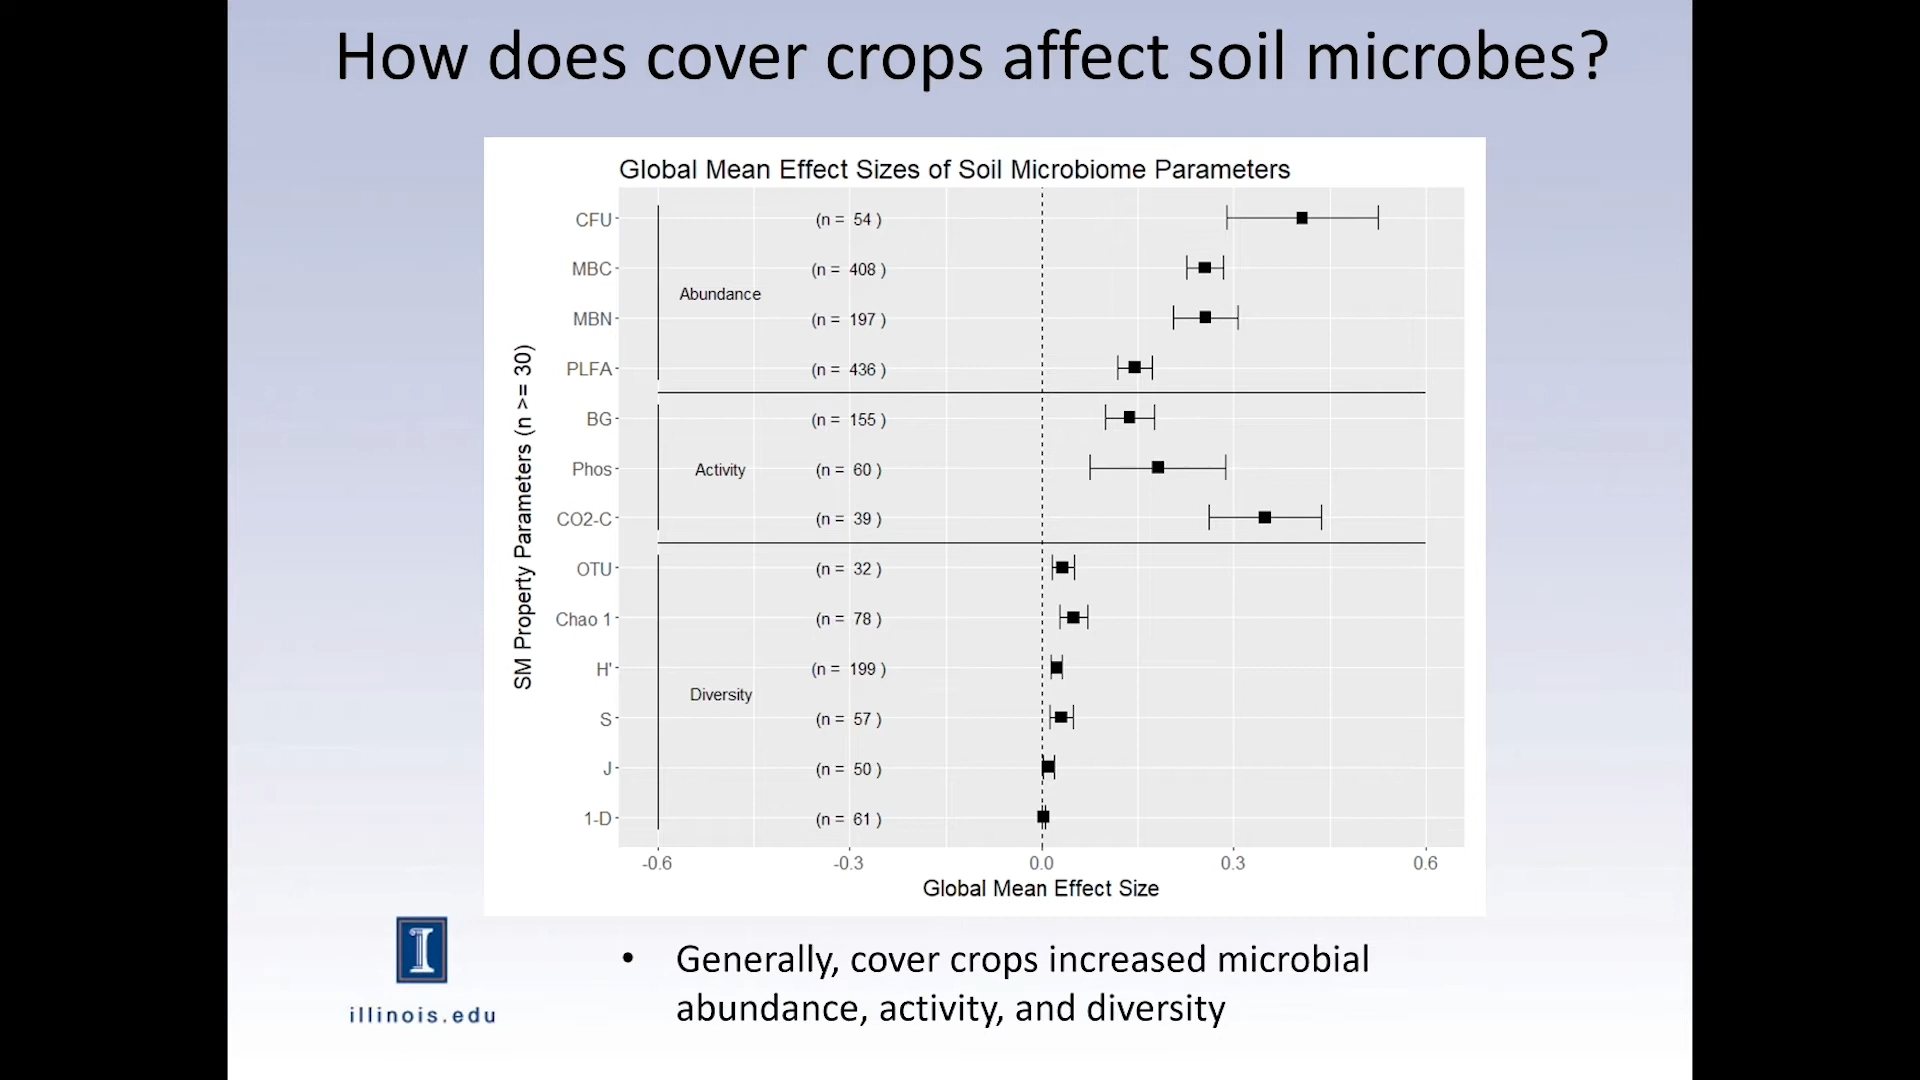 How does cover crops affect soil microbes?
Global Mean Effect Sizes of Soil Microbiome Parameters
SM Property Parameters (n >= 30)
CFU (n = 54 )
MBC (n = 408 )
Abundance
MBN (n = 197 )
PLFA (n = 436 )
BG (n = 155 )
Phos Activity (n = 60 )
CO2-C (n = 39 )
OTU (n = 32 )
Chao 1 (n = 78 )
H' (n = 199 )
Diversity
S (n = 57 )
J (n = 50 )
1-D (n = 61 )
-0.6 -0.3 0.0 0.3 0.6
Global Mean Effect Size
I
illinois.edu
• Generally, cover crops increased microbial
abundance, activity, and diversity